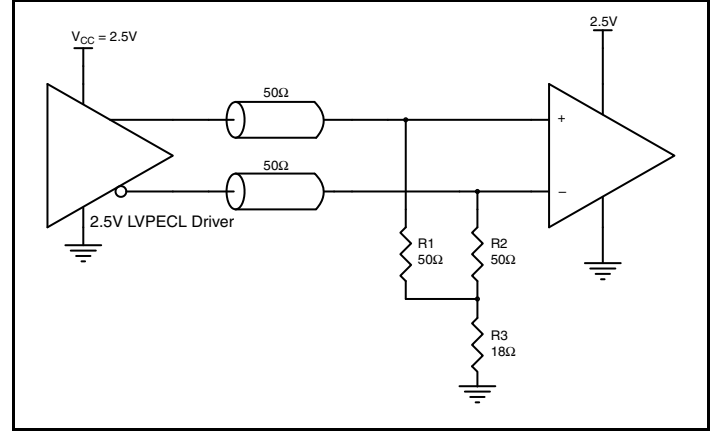 V_CC = 2.5V
2.5V
50Ω
+
50Ω
–
2.5V LVPECL Driver
R1
50Ω
R2
50Ω
R3
18Ω